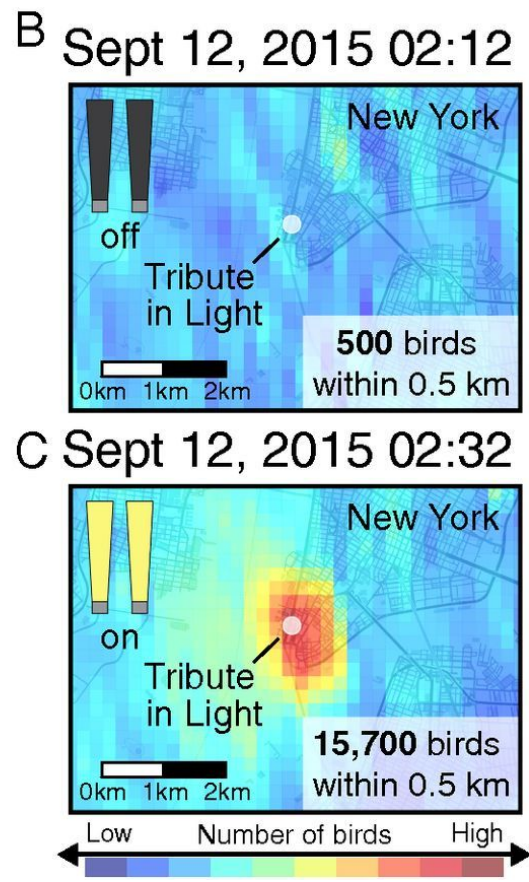 B Sept 12, 2015 02:12
New York
off
Tribute
in Light
500 birds
within 0.5 km
0km 1km 2km
C Sept 12, 2015 02:32
New York
on
Tribute
in Light
15,700 birds
within 0.5 km
0km 1km 2km
Low Number of birds High